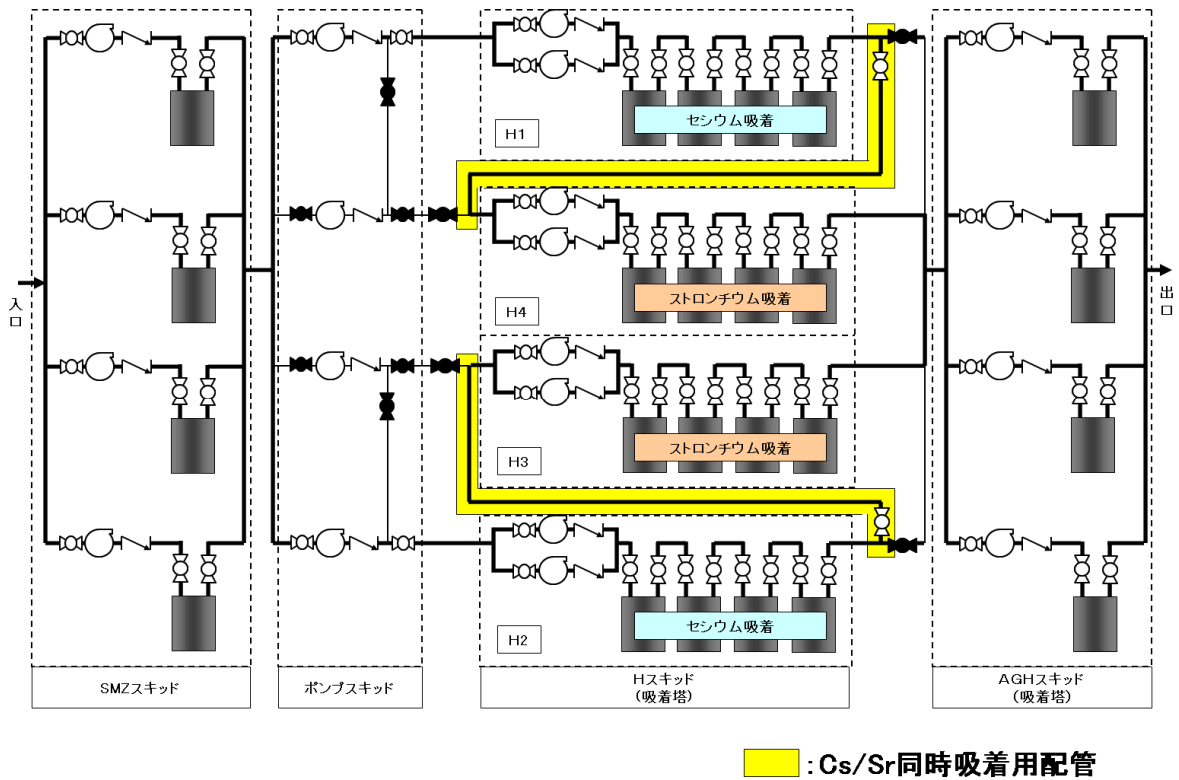 入口
H1
セシウム吸着
H4
ストロンチウム吸着
H3
ストロンチウム吸着
H2
セシウム吸着
出口
SMZスキッド
ポンプスキッド
Hスキッド
(吸着塔)
AGHスキッド
(吸着塔)
:Cs/Sr同時吸着用配管